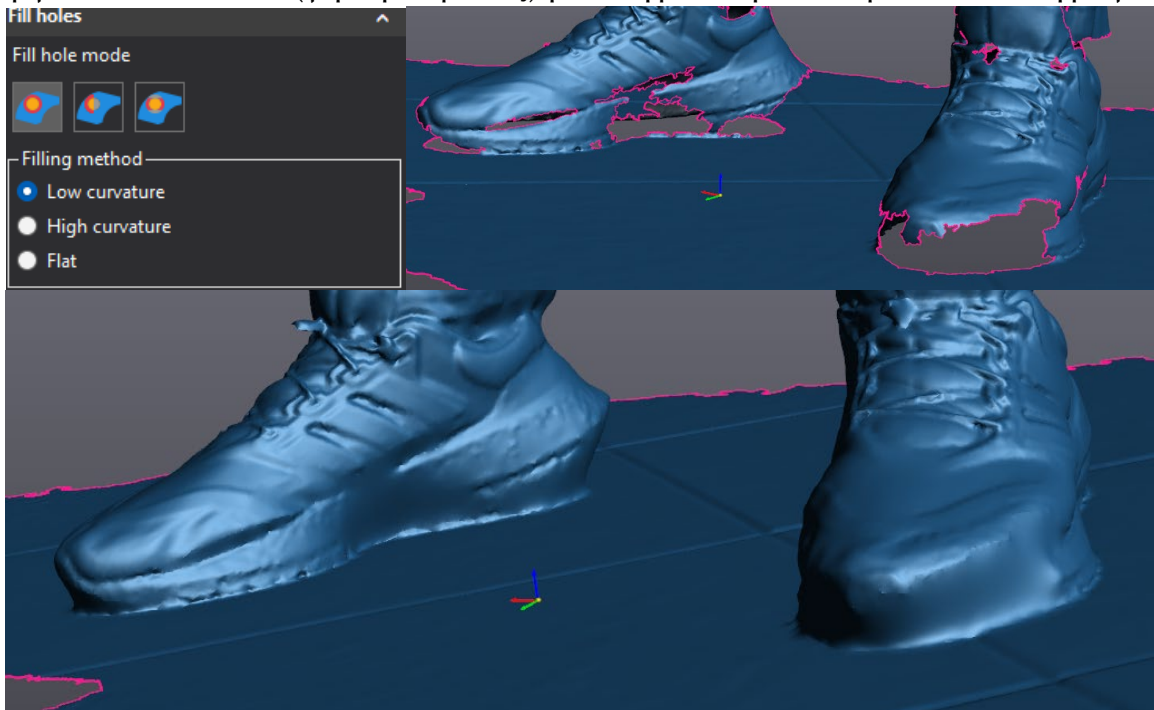 Fill holes
Fill hole mode
Filling method
Low curvature
High curvature
Flat